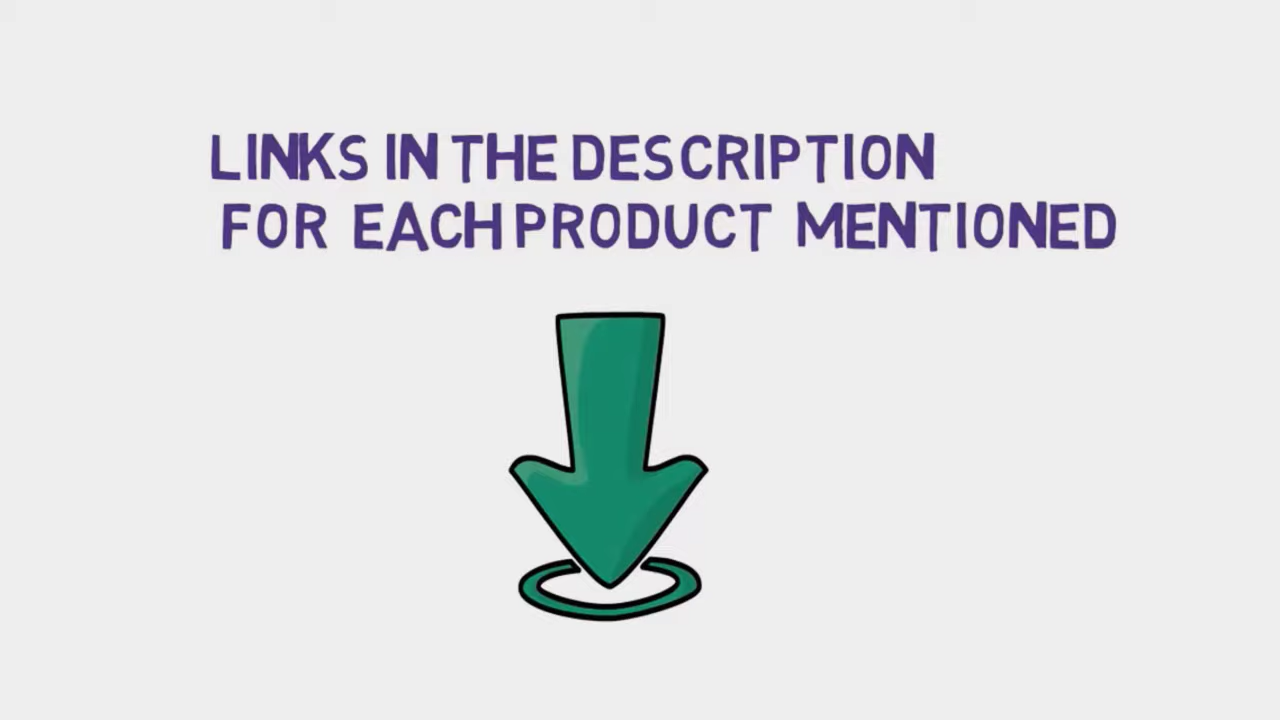 LINKS IN THE DESCRIPTION
FOR EACH PRODUCT MENTIONED